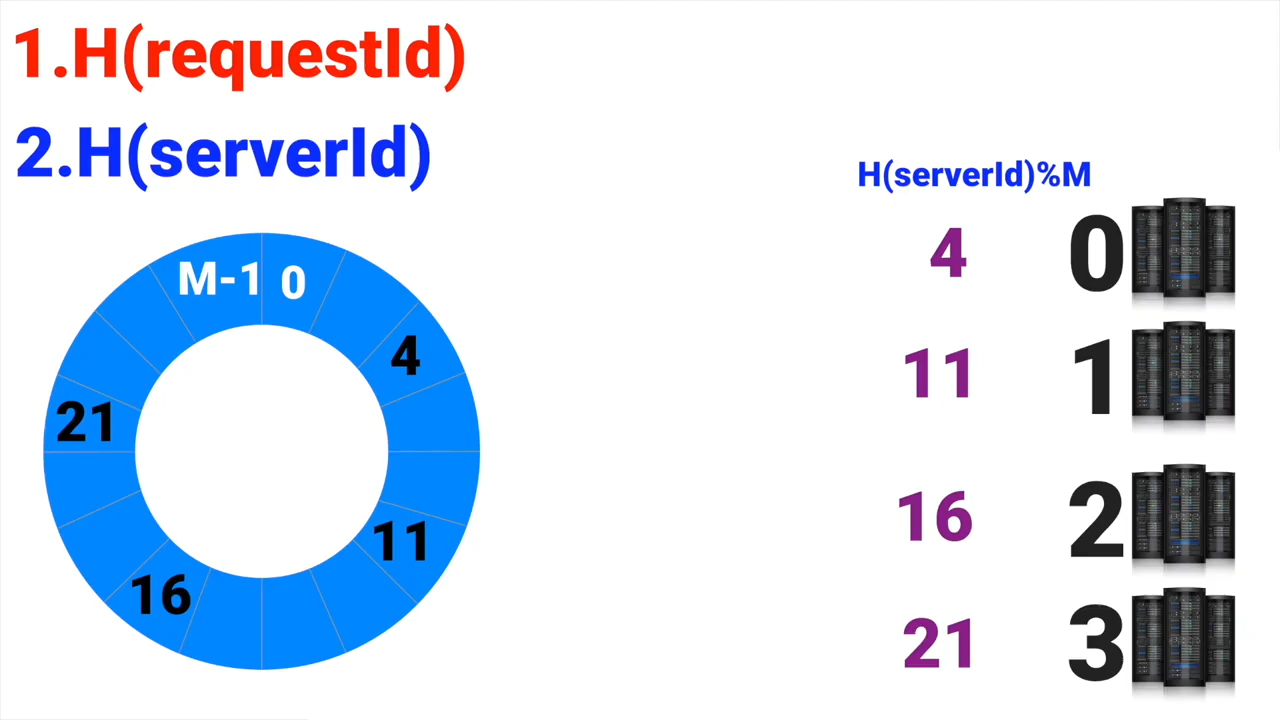 1.H(requestId)
2.H(serverId)
H(serverId)%M
M-1 0
4
21
11
16
4 0
11 1
16 2
21 3